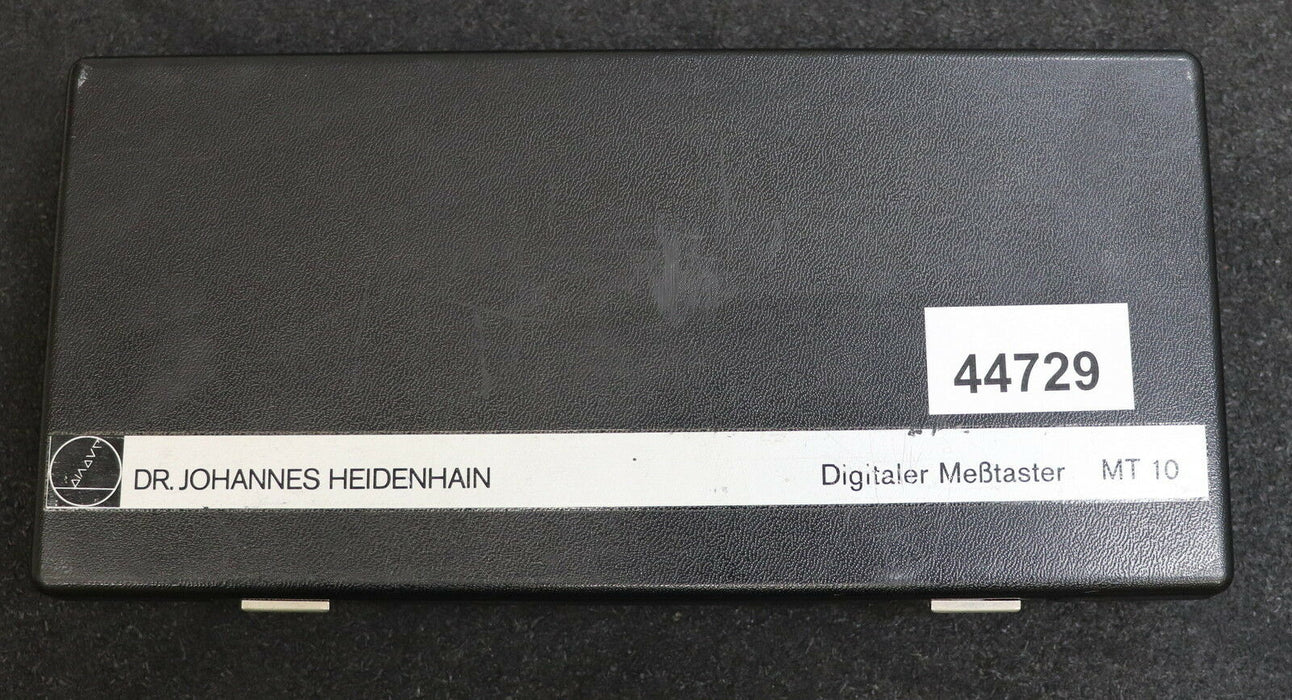 44729
DR. JOHANNES HEIDENHAIN
Digitaler Meßtaster MT 10